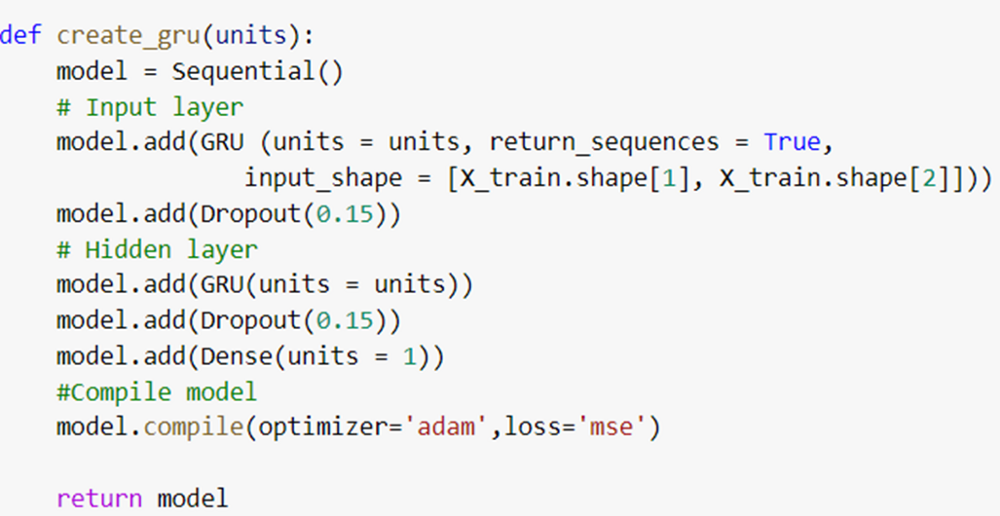 def create_gru(units):
    model = Sequential()
    # Input layer
    model.add(GRU (units = units, return_sequences = True,
                 input_shape = [X_train.shape[1], X_train.shape[2]]))
    model.add(Dropout(0.15))
    # Hidden layer
    model.add(GRU(units = units))
    model.add(Dropout(0.15))
    model.add(Dense(units = 1))
    #Compile model
    model.compile(optimizer='adam',loss='mse')
    return model